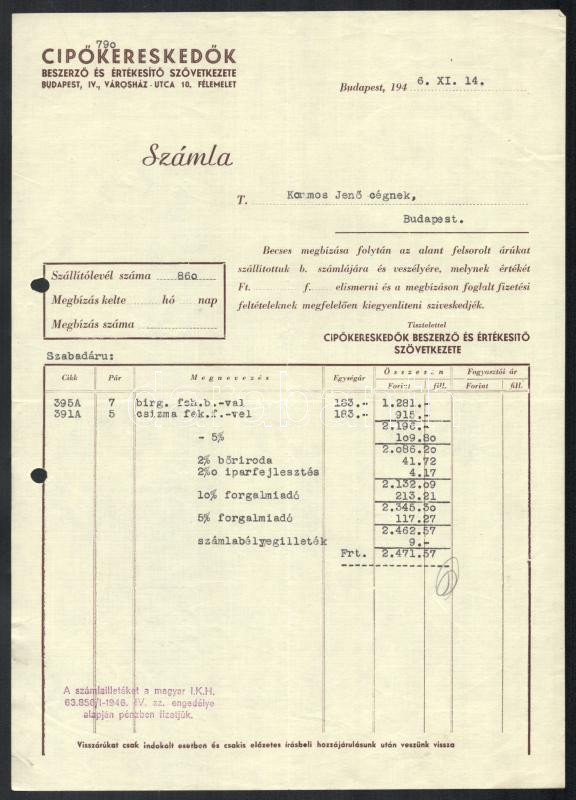 79o
CIPŐKERESKEDŐK
BESZERZŐ ÉS ÉRTÉKESÍTŐ SZÖVETKEZETE
BUDAPEST, IV., VÁROSHÁZ-UTCA 10. FÉLEMELET
Budapest, 194 6. XI. 14.
Számla
T. Kormos Jenő cégnek,
Budapest.
Becses megbízása folytán az alant felsorolt árúkat
szállítottuk b. számlájára és veszélyére, melynek értékét
Ft. f. elismerni és a megbízáson foglalt fizetési
feltételeknek megfelelően kiegyenlíteni szíveskedjék.
Szállítólevél száma 86o
Megbízás kelte hó nap
Megbízás száma
Tisztelettel
CIPŐKERESKEDŐK BESZERZŐ ÉS ÉRTÉKESITŐ
SZÖVETKEZETE
Szabadáru:
Cikk Pár Megnevezés Egységár Összesen Fogyasztói ár
Forint fill. Forint fill.
395A 7 birg. fek.b.-val 183.- 1.281.-
391A 5 csizma fek.f.-vel 183.- 915.-
2.196.-
- 5% 109.80
2.086.20
2% bőriroda 41.72
2%o iparfejlesztés 4.17
2.132.09
10% forgalmiadó 213.21
2.345.30
5% forgalmiadó 117.27
2.462.57
számlabélyegilleték 9.-
Frt. 2.471.57
A számlailletéket a magyar I.K.H.
63.856/I-1946. IV. sz. engedélye
alapján pénzben fizetjük.
Visszárúkat csak indokolt esetben és csakis előzetes írásbeli hozzájárulásunk után veszünk vissza